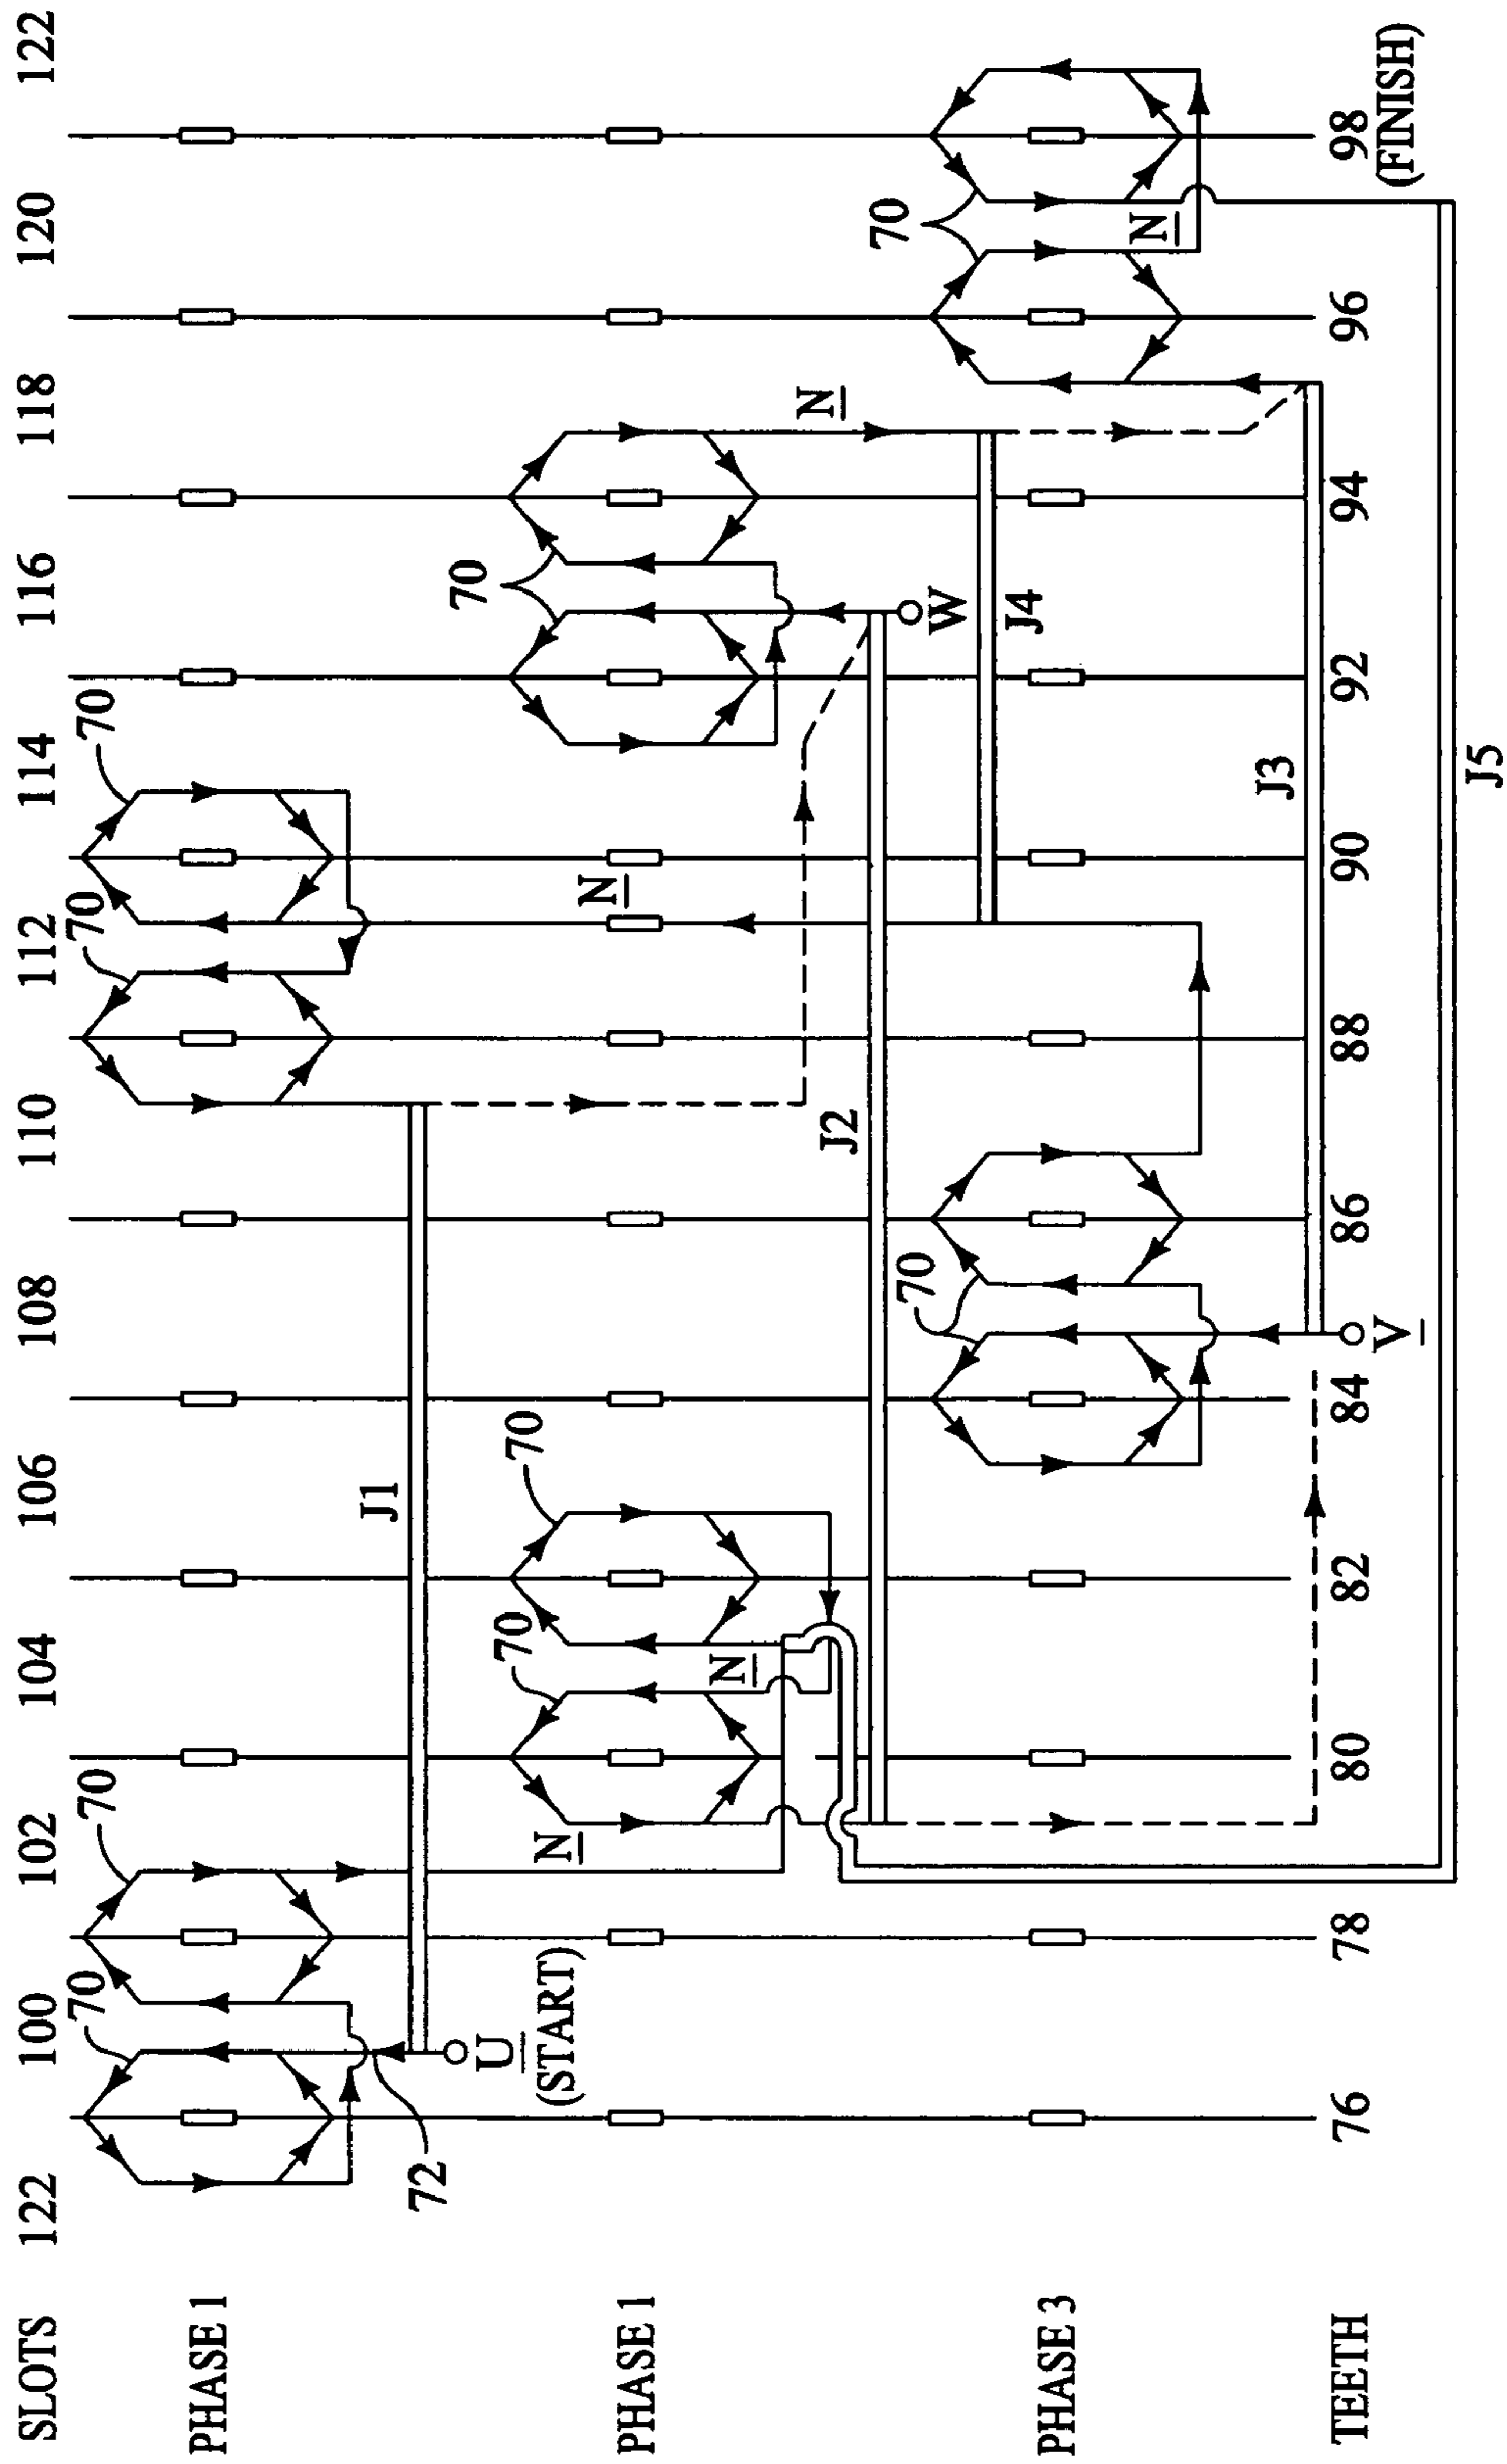 SLOTS 122 100 102 104 106 108 110 112 114 116 118 120 122
70 70 70 70
PHASE 1
J1
72
U
(START)
70 70 70
PHASE 1
N
N
N
N
J2
W
J4
70 70
PHASE 3
N
J3
V
TEETH 76 78 80 82 84 86 88 90 92 94 96 98
(FINISH)
J5